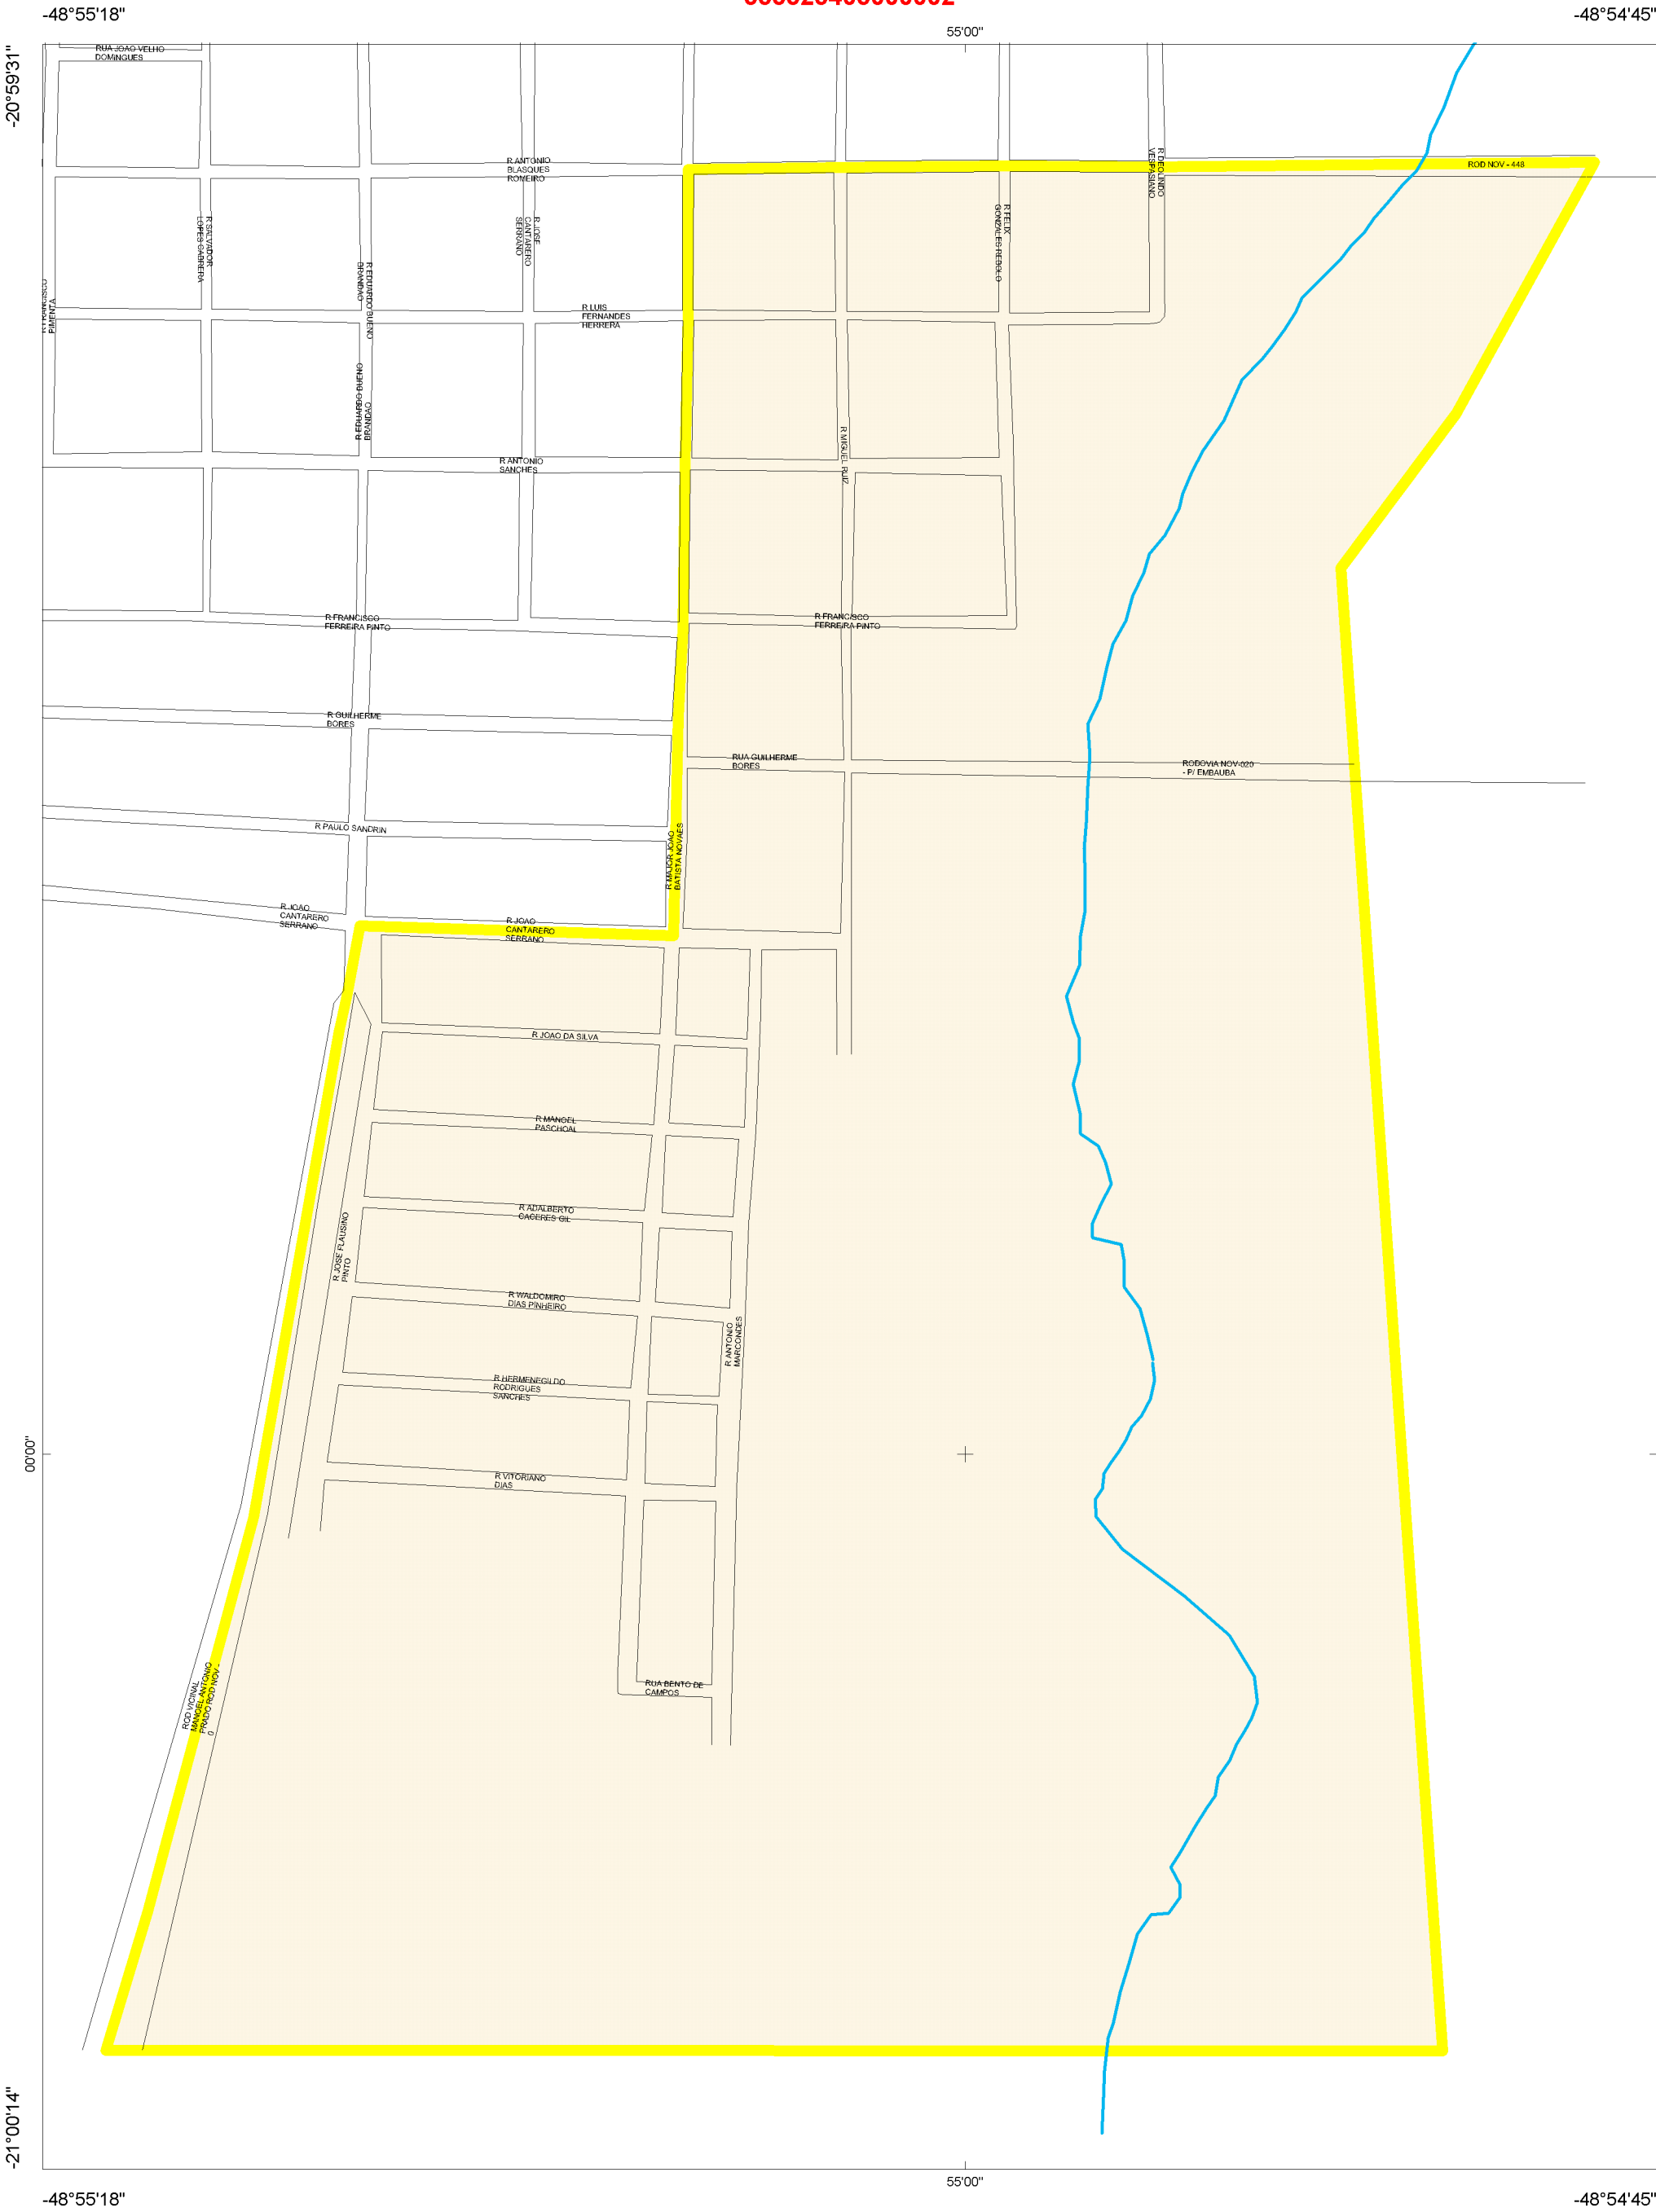 -48°55'18"
-48°54'45"
55'00"
-20°59'31"
RUA JOAO VELHO
DOMINGUES
R ANTONIO
BLASQUES
ROMEIRO
R DEOLINDO
VESPASIANO
ROD NOV - 448
R SALVADOR
LOPES CABRERA
R JOSE
CANTARERO
SERRANO
R FELIX
GONZALES REBOLO
R EDUARDO BUENO
BRANDAO
R FRANCISCO
PIMENTA
R LUIS
FERNANDES
HERRERA
R EDUARDO BUENO
BRANDAO
R MIGUEL RUIZ
R ANTONIO
SANCHES
R FRANCISCO
FERREIRA PINTO
R FRANCISCO
FERREIRA PINTO
R GUILHERME
BORES
RUA GUILHERME
BORES
RODOVIA NOV-020
- P/ EMBAUBA
R PAULO SANDRIN
R MAJOR JOAO
BATISTA NOVAES
R JOAO
CANTARERO
SERRANO
R JOAO
CANTARERO
SERRANO
R JOAO DA SILVA
R MANOEL
PASCHOAL
R ADALBERTO
CACERES GIL
R JOSE FLAUSINO
PINTO
R WALDOMIRO
DIAS PINHEIRO
R ANTONIO
MARCONDES
R HERMENEGILDO
RODRIGUES
SANCHES
00'00"
R VITORIANO
DIAS
RUA BENTO DE
CAMPOS
ROD VICINAL
MANOEL ANTONIO
PRADO ROD NOV -
0
-21°00'14"
55'00"
-48°55'18"
-48°54'45"